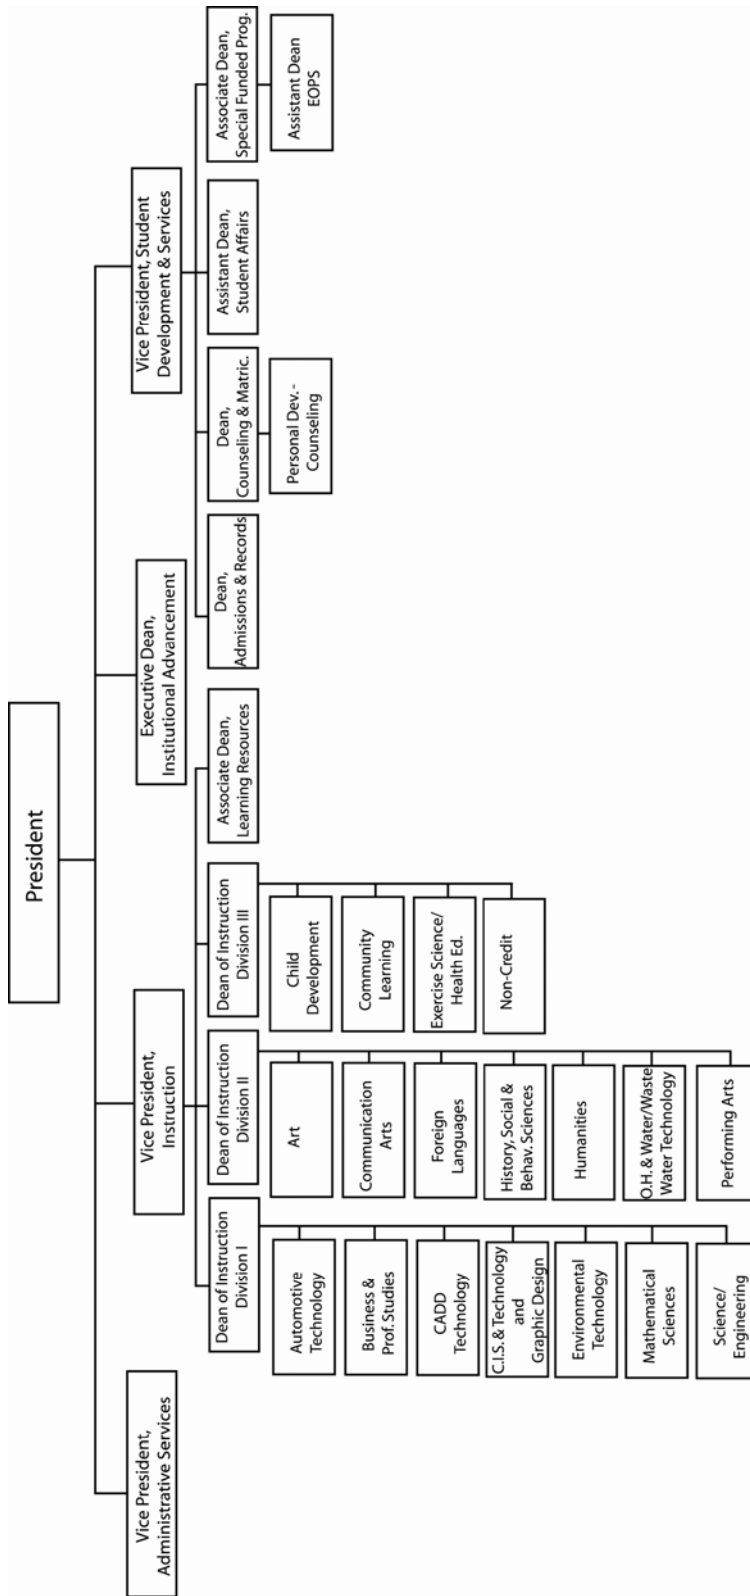 President
Vice President,
Administrative Services
Vice President,
Instruction
Executive Dean,
Institutional Advancement
Vice President, Student
Development & Services
Dean of Instruction
Division I
Dean of Instruction
Division II
Dean of Instruction
Division III
Associate Dean,
Learning Resources
Dean,
Admissions & Records
Dean,
Counseling & Matric.
Assistant Dean,
Student Affairs
Associate Dean,
Special Funded Prog.
Automotive
Technology
Business &
Prof. Studies
CADD
Technology
C.I.S. & Technology
and
Graphic Design
Environmental
Technology
Mathematical
Sciences
Science/
Engineering
Art
Communication
Arts
Foreign
Languages
History, Social &
Behav. Sciences
Humanities
O.H. & Water/Waste
Water Technology
Performing Arts
Child
Development
Community
Learning
Exercise Science/
Health Ed.
Non-Credit
Personal Dev.-
Counseling
Assistant Dean
EOPS